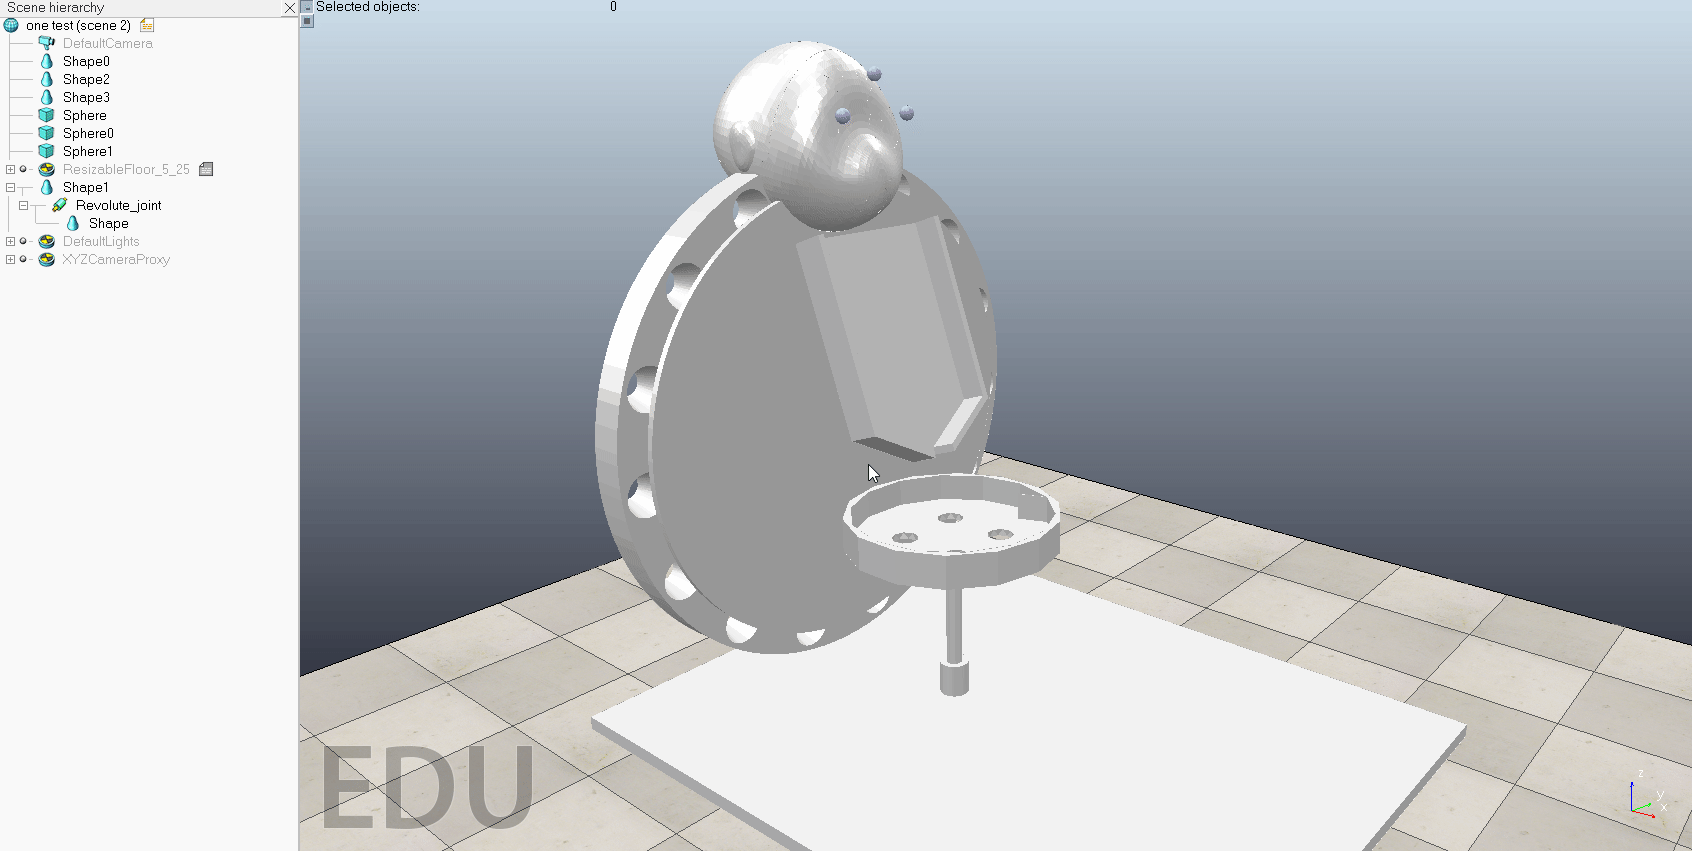 Scene hierarchy
Selected objects: 0
one test (scene 2)
DefaultCamera
Shape0
Shape2
Shape3
Sphere
Sphere0
Sphere1
ResizableFloor_5_25
Shape1
Revolute_joint
Shape
DefaultLights
XYZCameraProxy
EDU
z
y
x